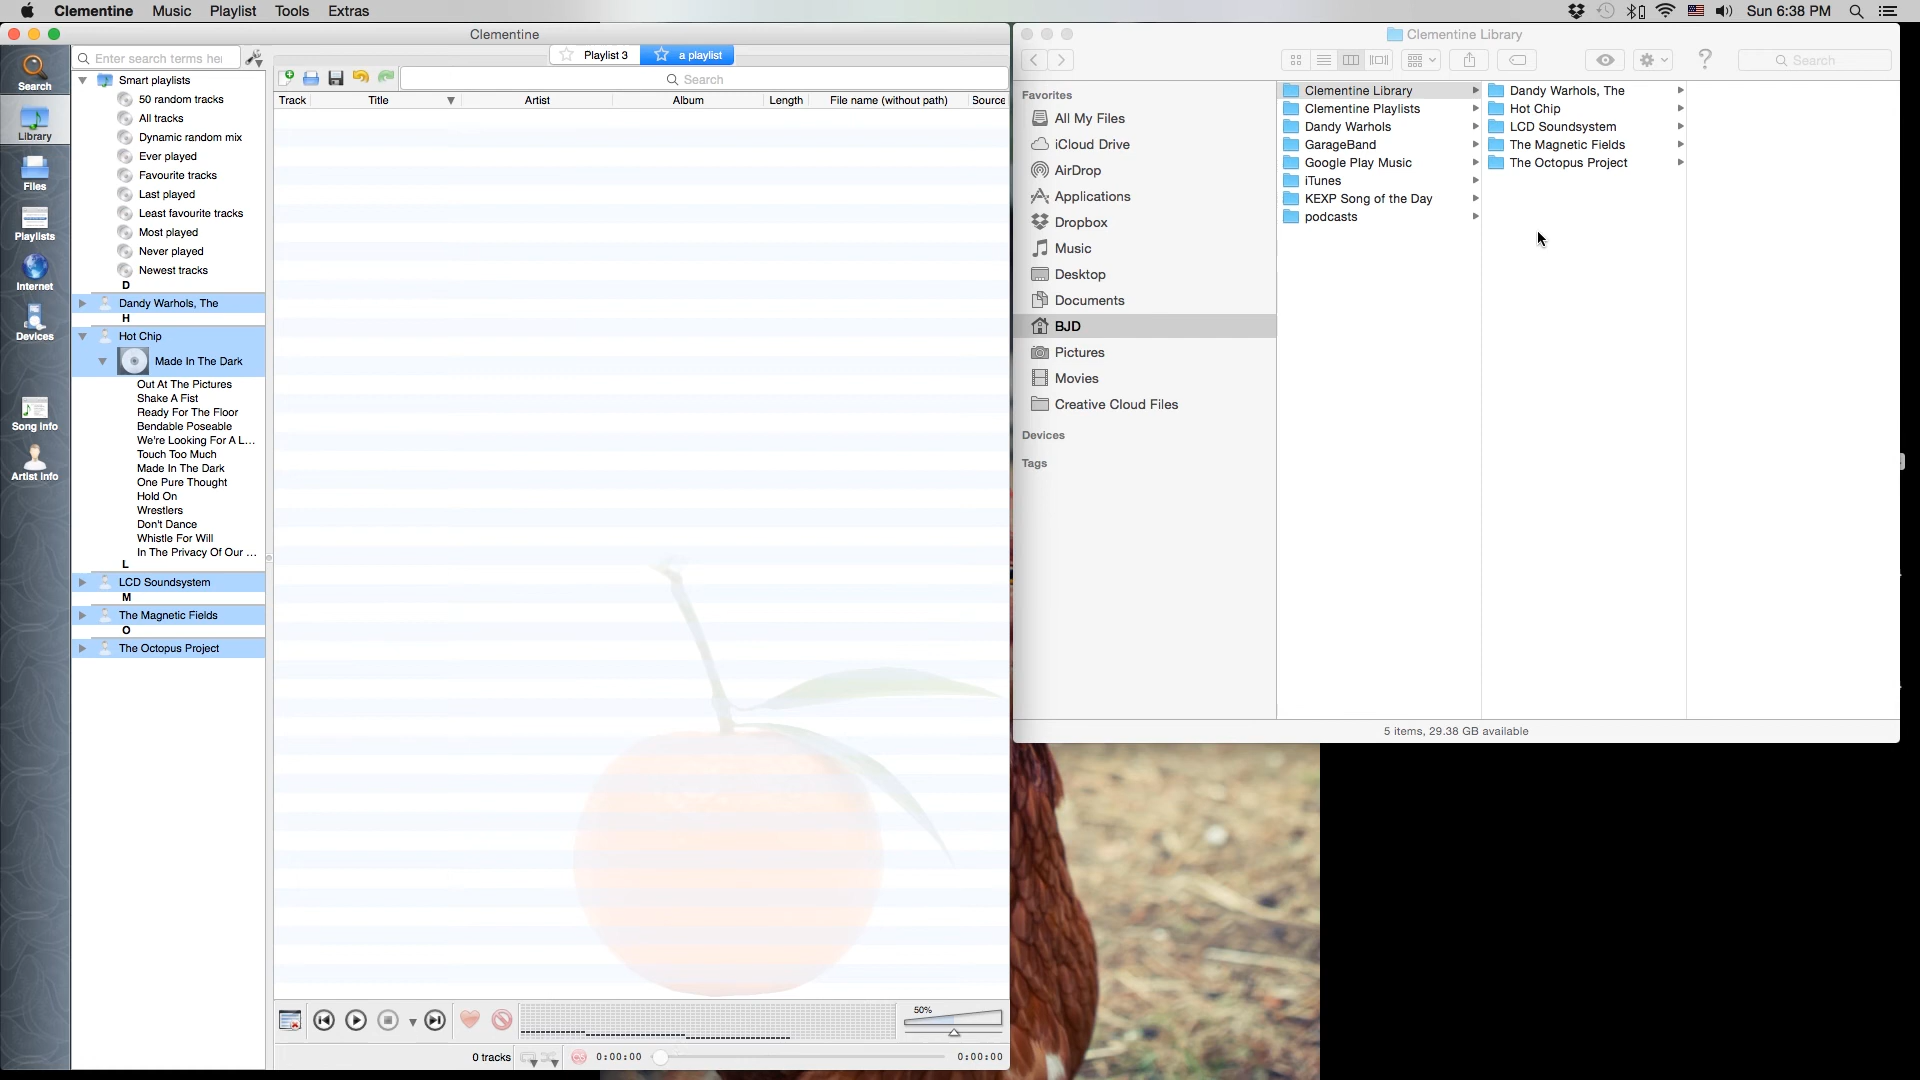 Clementine Music Playlist Tools Extras
Sun 6:38 PM
Clementine
Search
Library
Files
Playlists
Internet
Devices
Song info
Artist info
Enter search terms her
Smart playlists
50 random tracks
All tracks
Dynamic random mix
Ever played
Favourite tracks
Last played
Least favourite tracks
Most played
Never played
Newest tracks
D
Dandy Warhols, The
H
Hot Chip
Made In The Dark
Out At The Pictures
Shake A Fist
Ready For The Floor
Bendable Poseable
We're Looking For A L...
Touch Too Much
Made In The Dark
One Pure Thought
Hold On
Wrestlers
Don't Dance
Whistle For Will
In The Privacy Of Our ...
L
LCD Soundsystem
M
The Magnetic Fields
O
The Octopus Project
Playlist 3
a playlist
Search
Track Title Artist Album Length File name (without path) Source
50%
0 tracks
0:00:00
0:00:00
Clementine Library
Search
Favorites
All My Files
iCloud Drive
AirDrop
Applications
Dropbox
Music
Desktop
Documents
BJD
Pictures
Movies
Creative Cloud Files
Devices
Tags
Clementine Library
Clementine Playlists
Dandy Warhols
GarageBand
Google Play Music
iTunes
KEXP Song of the Day
podcasts
Dandy Warhols, The
Hot Chip
LCD Soundsystem
The Magnetic Fields
The Octopus Project
5 items, 29.38 GB available